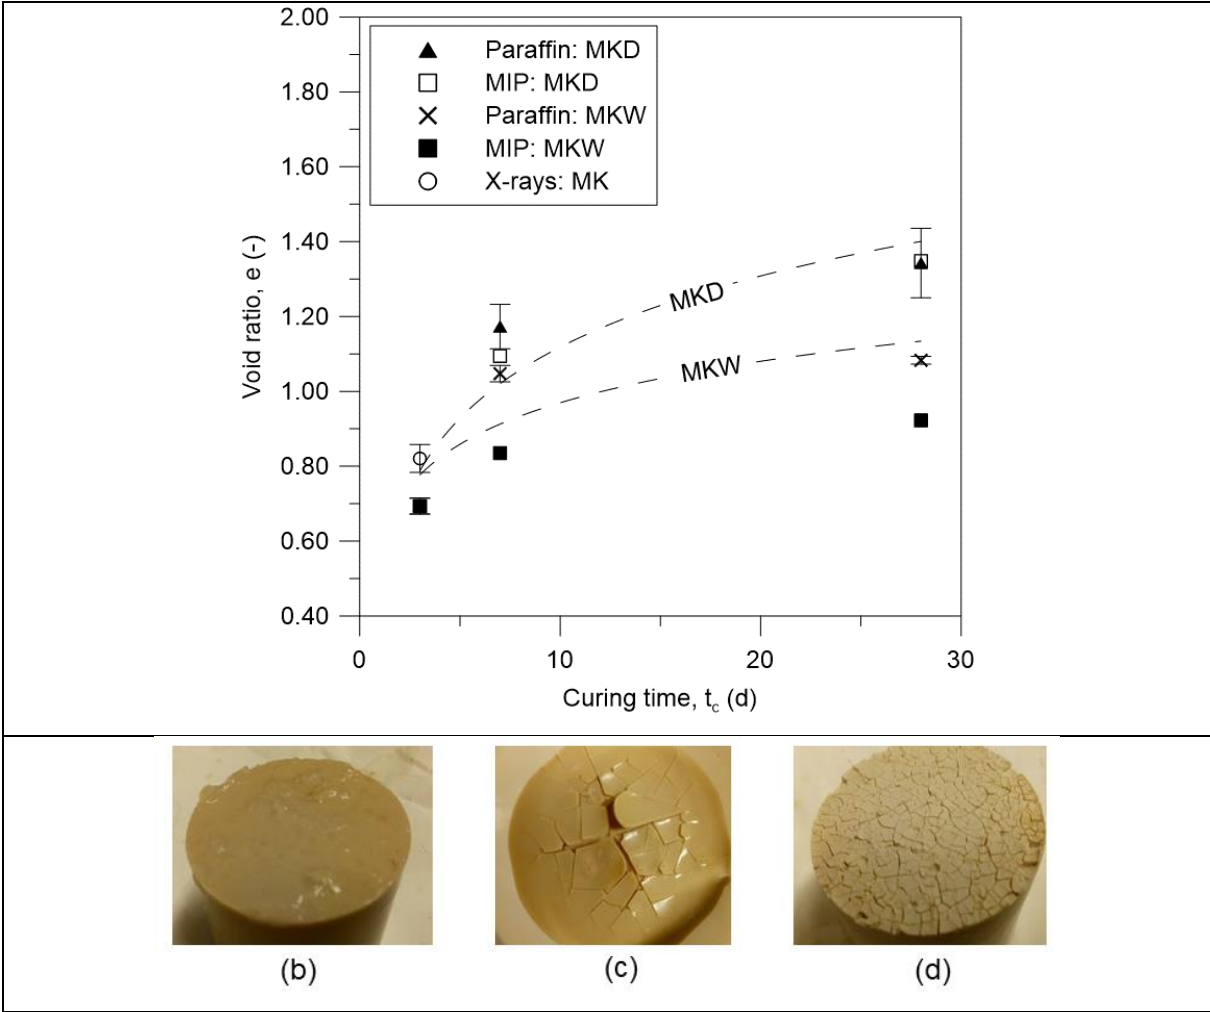 2.00
1.80
1.60
1.40
1.20
1.00
0.80
0.60
0.40
Void ratio, e (-)
Paraffin: MKD
MIP: MKD
Paraffin: MKW
MIP: MKW
X-rays: MK
MKD
MKW
0 10 20 30
Curing time, t_c (d)
(b) (c) (d)